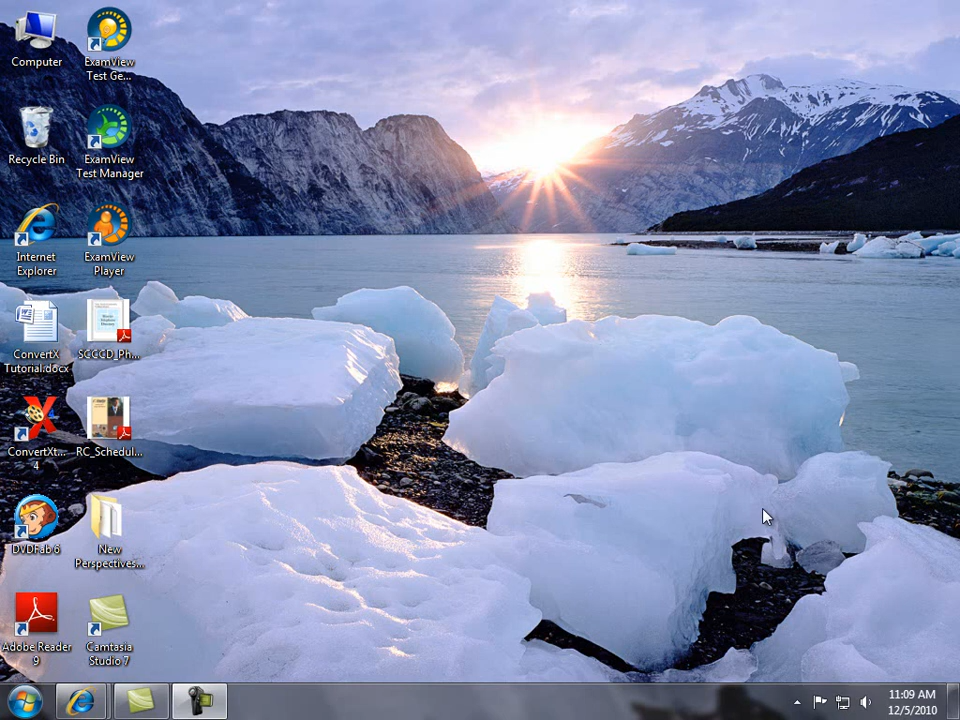 Computer
ExamView
Test Ge...
Recycle Bin
ExamView
Test Manager
Internet
Explorer
ExamView
Player
ConvertX
Tutorial.docx
SCCCD_Ph...
ConvertXt...
4
RC_Schedul...
DVDFab 6
New
Perspectives...
Adobe Reader
9
Camtasia
Studio 7
11:09 AM
12/5/2010